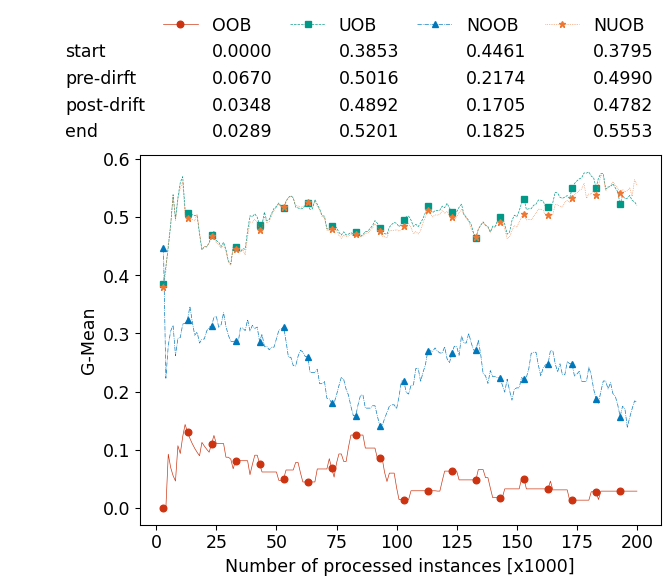 OOB UOB NOOB NUOB
start 0.0000 0.3853 0.4461 0.3795
pre-dirft 0.0670 0.5016 0.2174 0.4990
post-drift 0.0348 0.4892 0.1705 0.4782
end 0.0289 0.5201 0.1825 0.5553
0.6
0.5
0.4
0.3
0.2
0.1
0.0
G-Mean
0 25 50 75 100 125 150 175 200
Number of processed instances [x1000]